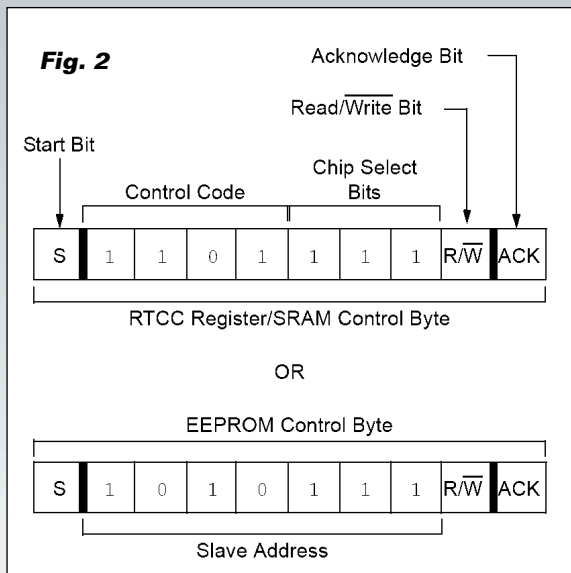 Fig. 2
Acknowledge Bit
Read/Write Bit
Start Bit
Chip Select
Control Code Bits
S 1 1 0 1 1 1 1 R/W ACK
RTCC Register/SRAM Control Byte
OR
EEPROM Control Byte
S 1 0 1 0 1 1 1 R/W ACK
Slave Address